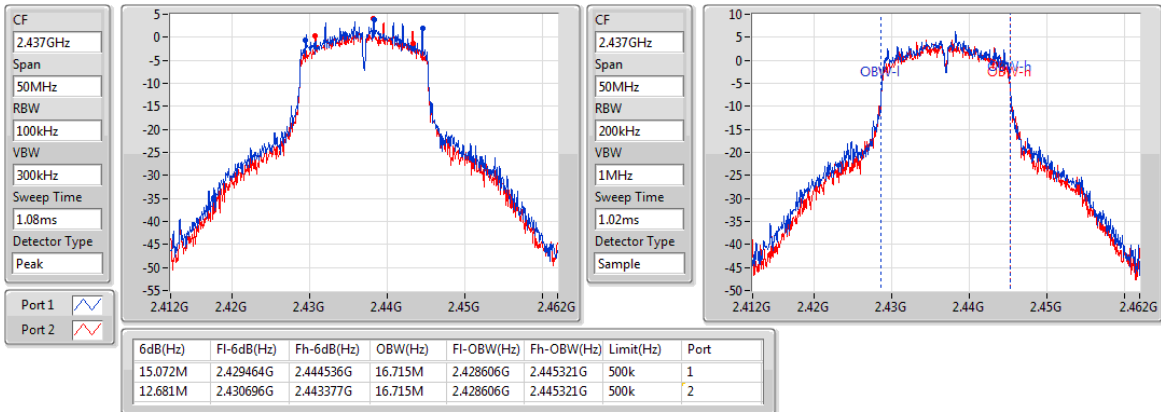 CF
2.437GHz
Span
50MHz
RBW
100kHz
VBW
300kHz
Sweep Time
1.08ms
Detector Type
Peak
Port 1
Port 2
5
0
-5
-10
-15
-20
-25
-30
-35
-40
-45
-50
-55
2.412G 2.42G 2.43G 2.44G 2.45G 2.462G
CF
2.437GHz
Span
50MHz
RBW
200kHz
VBW
1MHz
Sweep Time
1.02ms
Detector Type
Sample
10
5
0
-5
-10
-15
-20
-25
-30
-35
-40
-45
-50
OBW-l
OBW-h
OBW-h
2.412G 2.42G 2.43G 2.44G 2.45G 2.462G
6dB(Hz) Fl-6dB(Hz) Fh-6dB(Hz) OBW(Hz) Fl-OBW(Hz) Fh-OBW(Hz) Limit(Hz) Port
15.072M 2.429464G 2.444536G 16.715M 2.428606G 2.445321G 500k 1
12.681M 2.430696G 2.443377G 16.715M 2.428606G 2.445321G 500k 2